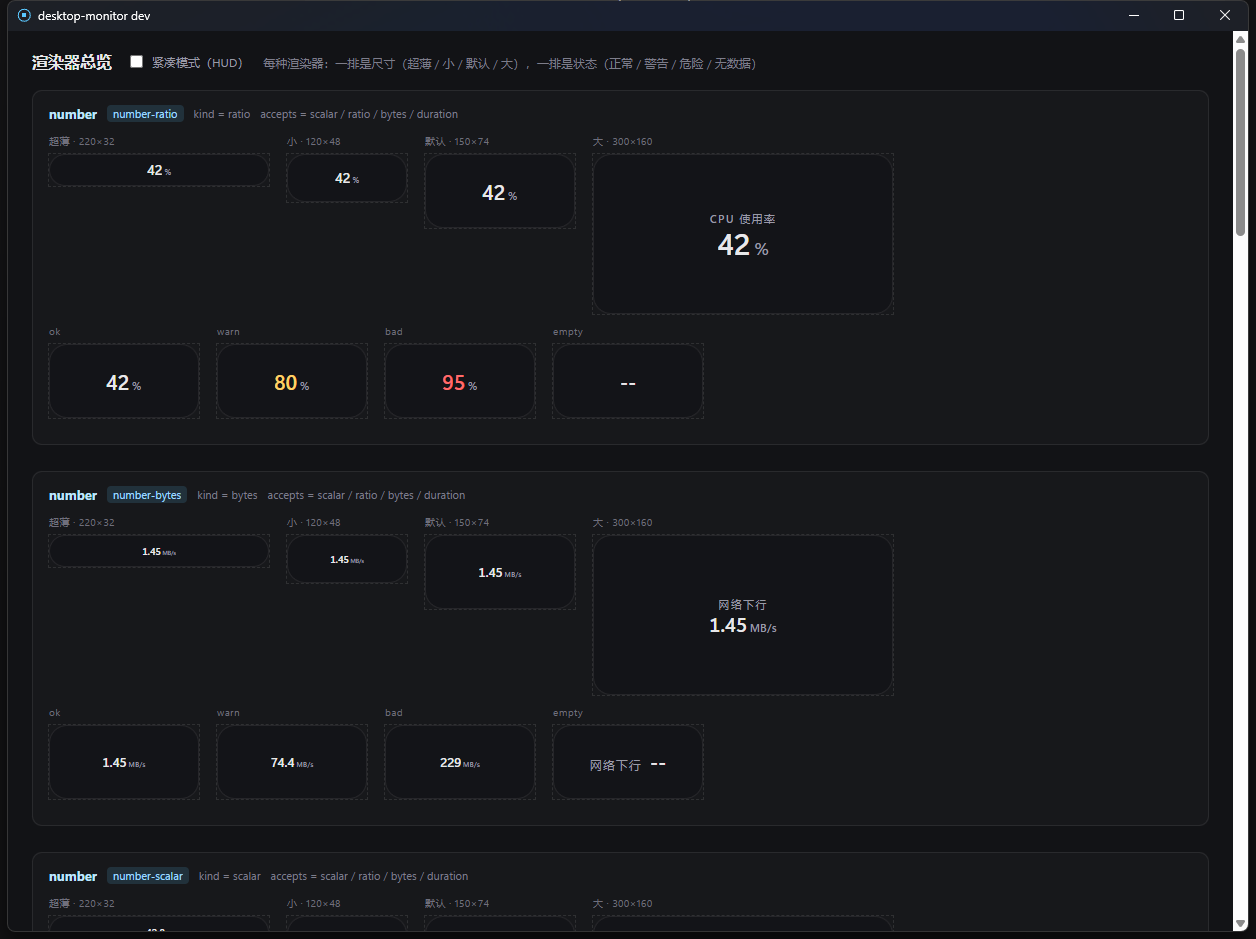 desktop-monitor dev
渲染器总览 紧凑模式（HUD） 每种渲染器：一排是尺寸（超薄 / 小 / 默认 / 大），一排是状态（正常 / 警告 / 危险 / 无数据）
number number-ratio kind = ratio accepts = scalar / ratio / bytes / duration
超薄 · 220×32 小 · 120×48 默认 · 150×74 大 · 300×160
42 % 42 % 42 %
CPU 使用率
42 %
ok warn bad empty
42 % 80 % 95 % --
number number-bytes kind = bytes accepts = scalar / ratio / bytes / duration
超薄 · 220×32 小 · 120×48 默认 · 150×74 大 · 300×160
1.45 MB/s 1.45 MB/s 1.45 MB/s
网络下行
1.45 MB/s
ok warn bad empty
1.45 MB/s 74.4 MB/s 229 MB/s 网络下行 --
number number-scalar kind = scalar accepts = scalar / ratio / bytes / duration
超薄 · 220×32 小 · 120×48 默认 · 150×74 大 · 300×160